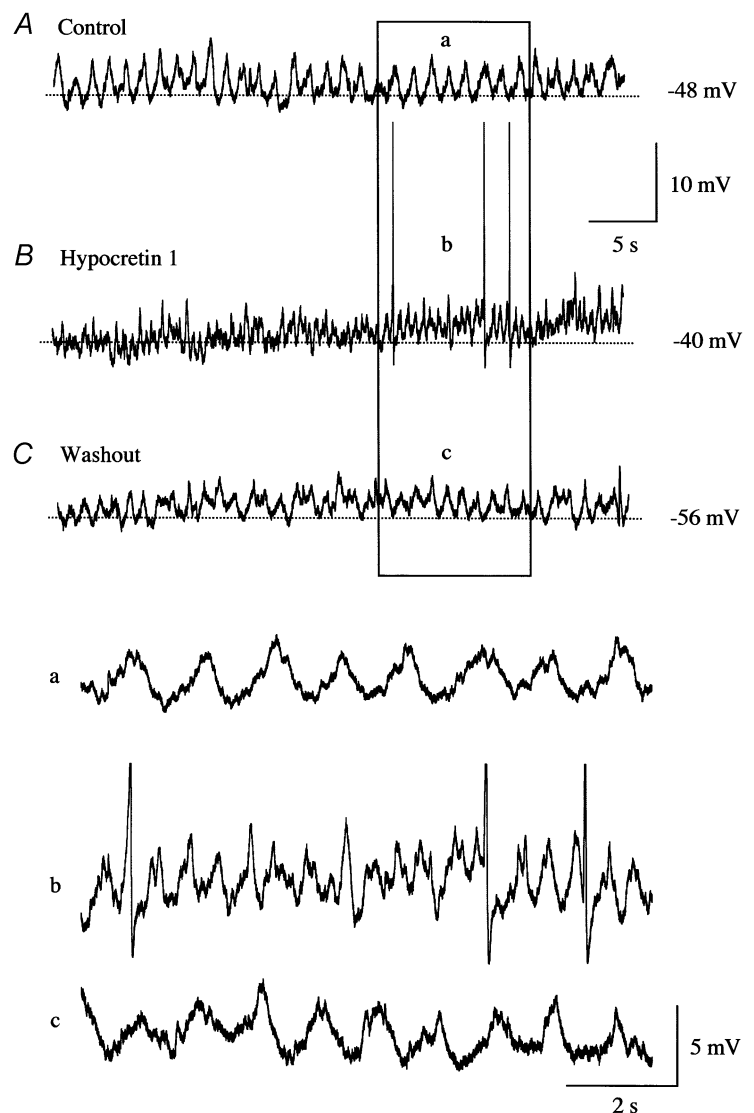 A Control
a
-48 mV
10 mV
5 s
B Hypocretin 1
b
-40 mV
C Washout
c
-56 mV
a
b
c
5 mV
2 s